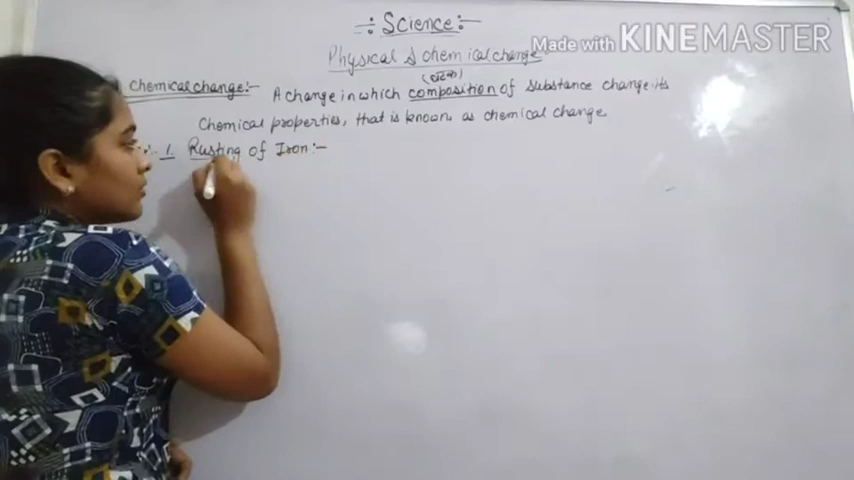 -: Science :-
Physical & chemical change
Made with KINEMASTER
(घटक)
Chemical change :- A change in which composition of substance change its
Chemical properties, that is known as chemical change
1. Rusting of Iron :-